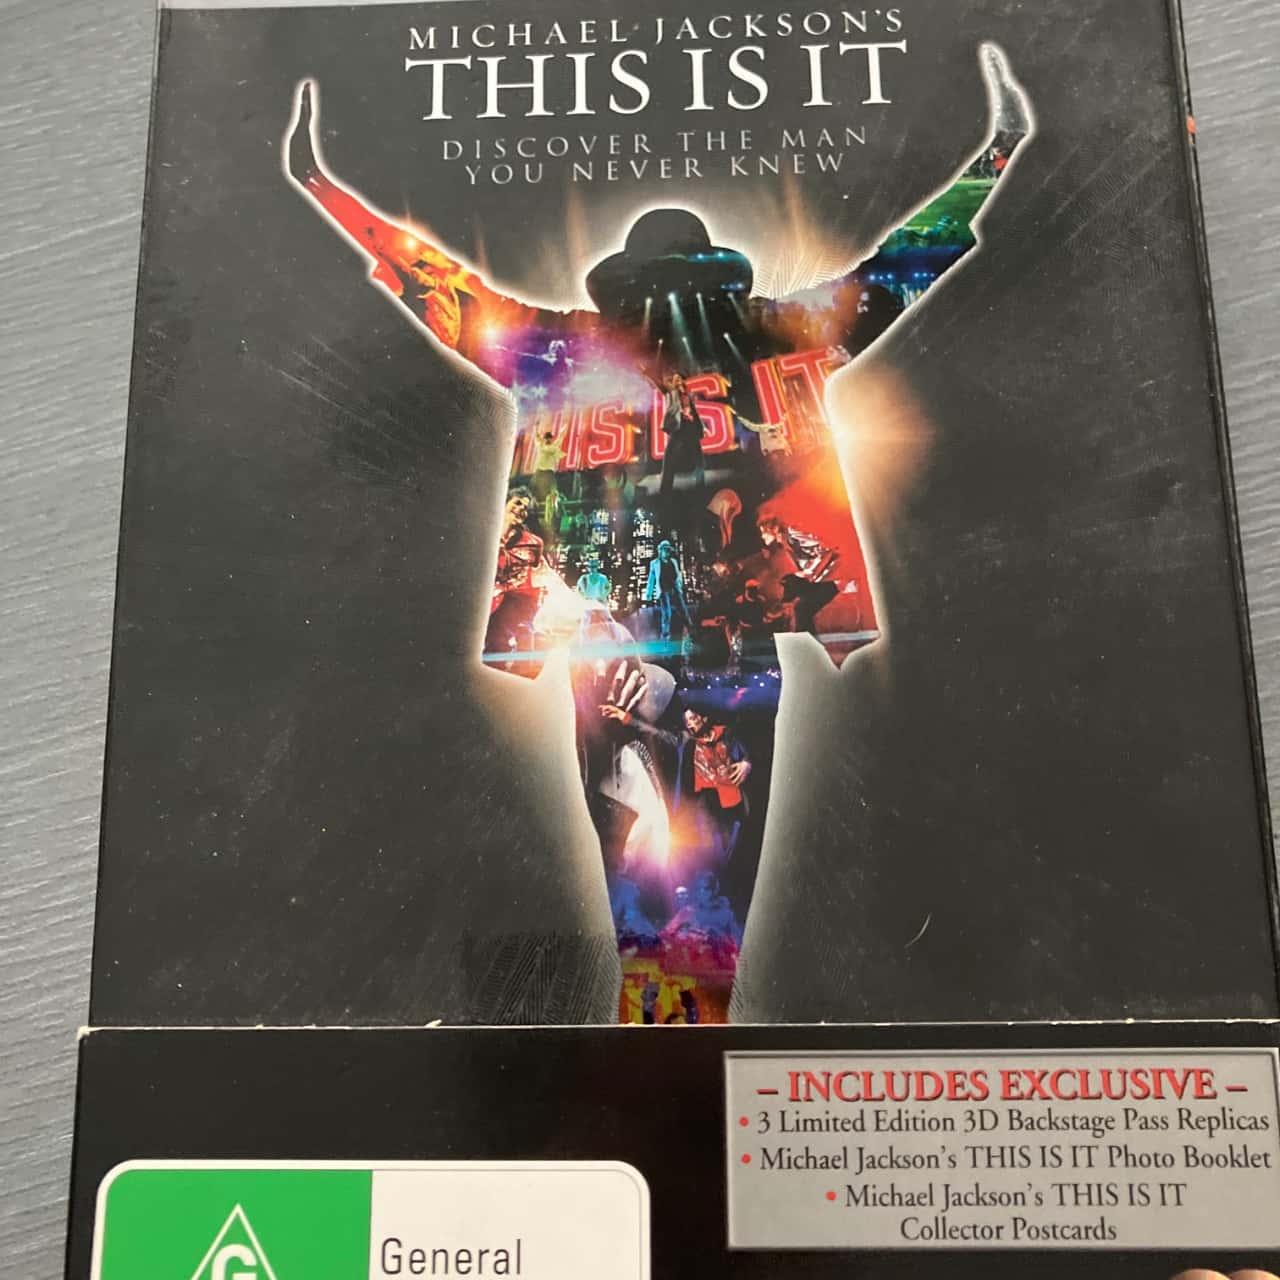 MICHAEL JACKSON'S
THIS IS IT
DISCOVER THE MAN
YOU NEVER KNEW
THIS IS IT
– INCLUDES EXCLUSIVE –
• 3 Limited Edition 3D Backstage Pass Replicas
• Michael Jackson's THIS IS IT Photo Booklet
• Michael Jackson's THIS IS IT
Collector Postcards
G
General